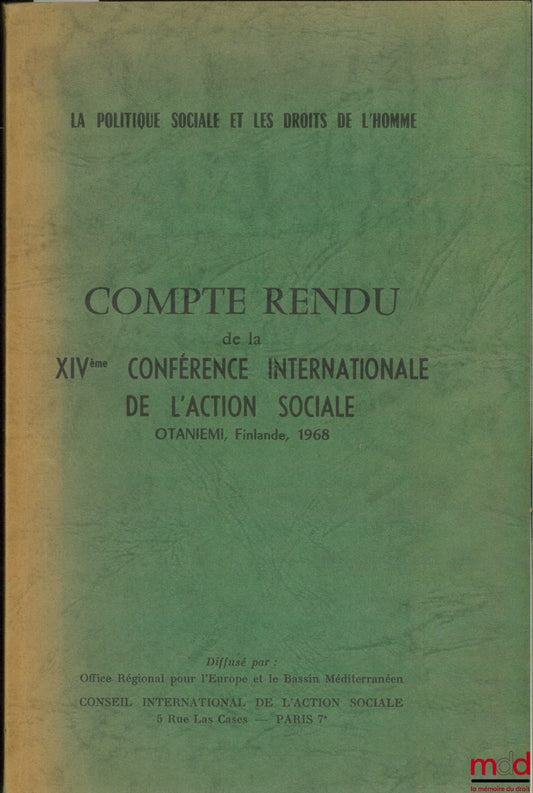 LA POLITIQUE SOCIALE ET LES DROITS DE L'HOMME
COMPTE RENDU
de la
XIVème CONFÉRENCE INTERNATIONALE
DE L'ACTION SOCIALE
OTANIEMI, Finlande, 1968
Diffusé par :
Office Régional pour l'Europe et le Bassin Méditerranéen
CONSEIL INTERNATIONAL DE L'ACTION SOCIALE
5 Rue Las Cases — PARIS 7e
mdd
la mémoire du droit